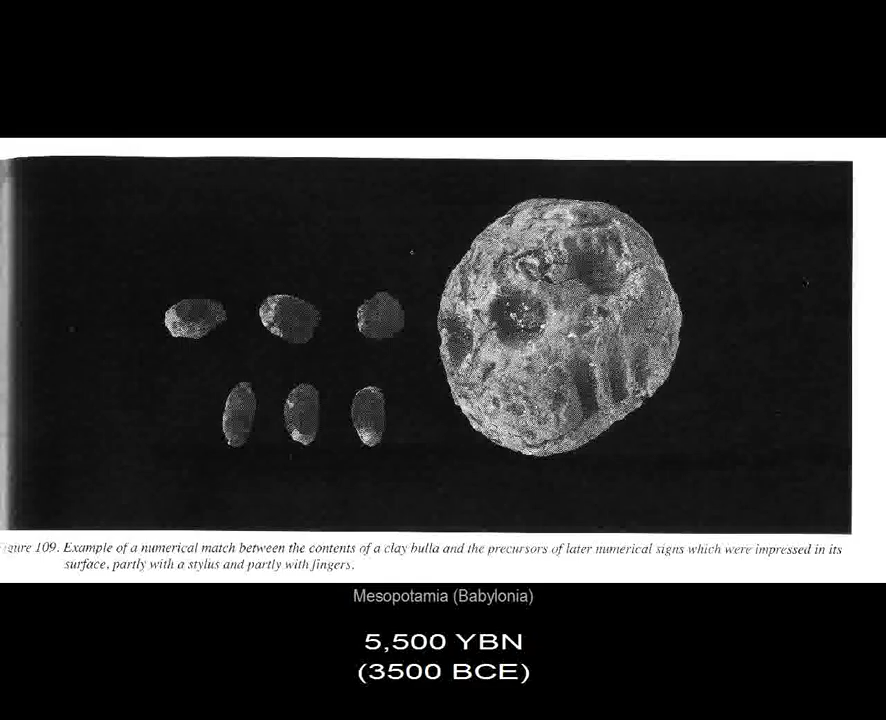 Figure 109. Example of a numerical match between the contents of a clay bulla and the precursors of later numerical signs which were impressed in its
surface, partly with a stylus and partly with fingers.
Mesopotamia (Babylonia)
5,500 YBN
(3500 BCE)